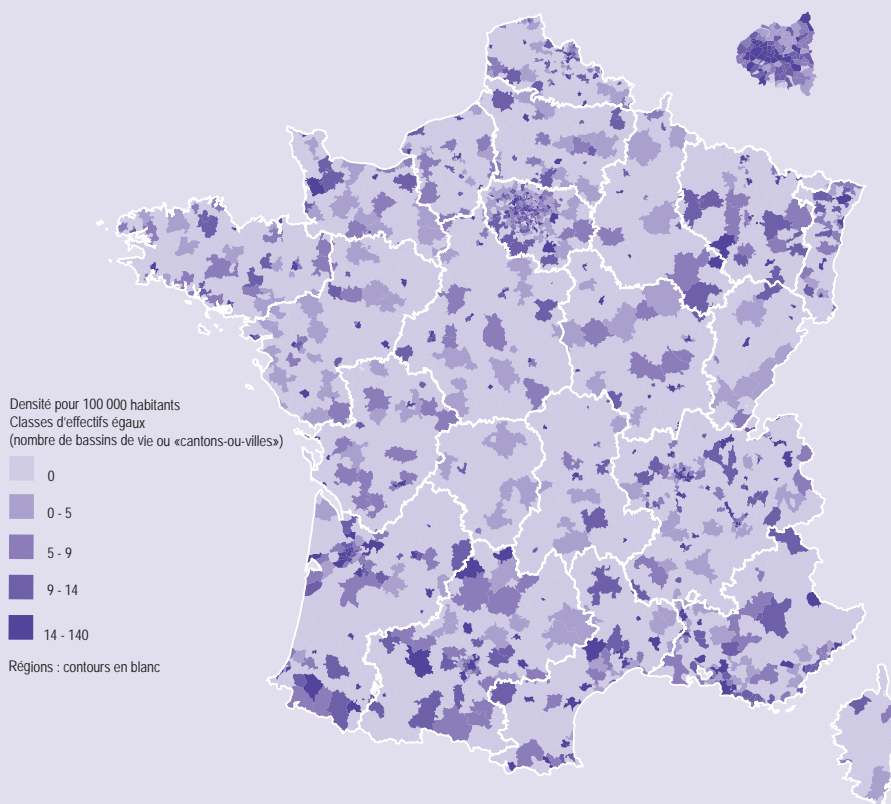 Densité pour 100 000 habitants
Classes d'effectifs égaux
(nombre de bassins de vie ou «cantons-ou-villes»)
0
0 - 5
5 - 9
9 - 14
14 - 140
Régions : contours en blanc